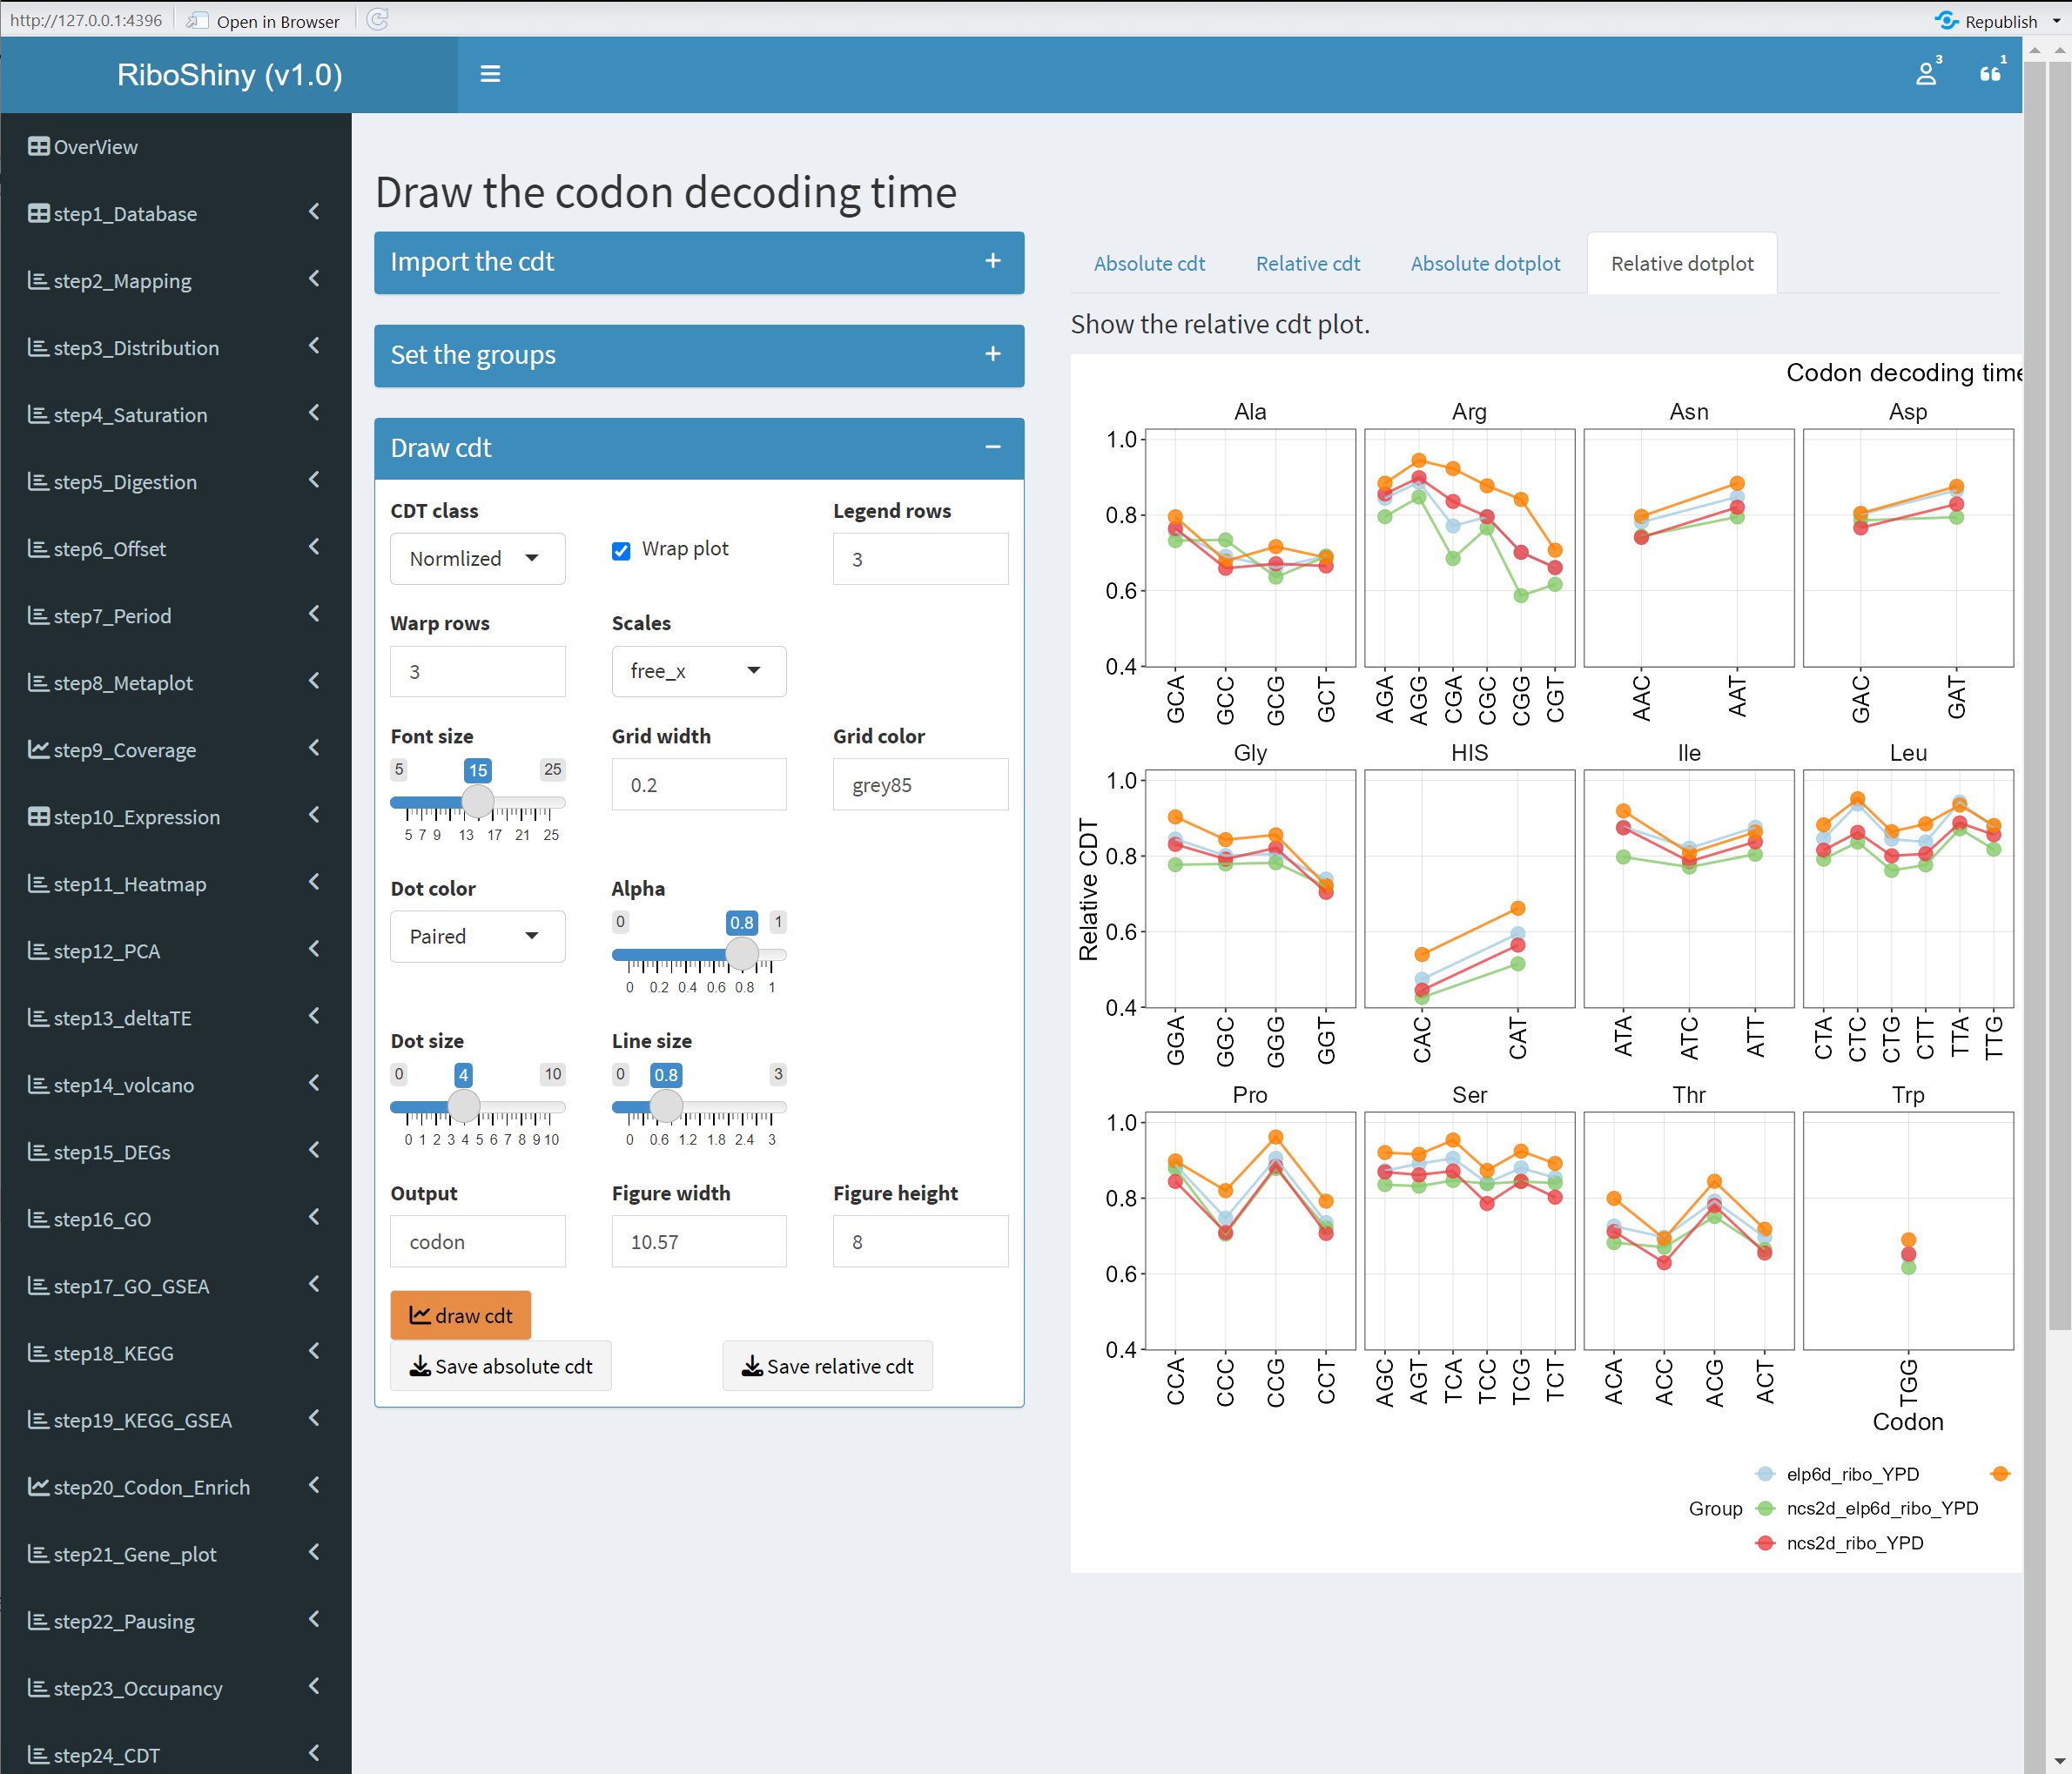 http://127.0.0.1:4396 Open in Browser Republish
RiboShiny (v1.0) 3 1
OverView
step1_Database
step2_Mapping
step3_Distribution
step4_Saturation
step5_Digestion
step6_Offset
step7_Period
step8_Metaplot
step9_Coverage
step10_Expression
step11_Heatmap
step12_PCA
step13_deltaTE
step14_volcano
step15_DEGs
step16_GO
step17_GO_GSEA
step18_KEGG
step19_KEGG_GSEA
step20_Codon_Enrich
step21_Gene_plot
step22_Pausing
step23_Occupancy
step24_CDT
Draw the codon decoding time
Import the cdt
Set the groups
Draw cdt
CDT class Legend rows
Normlized Wrap plot 3
Warp rows Scales
3 free_x
Font size Grid width Grid color
5 15 25
0.2 grey85
5 7 9 13 17 21 25
Dot color Alpha
0 0.8 1
Paired
0 0.2 0.4 0.6 0.8 1
Dot size Line size
0 4 10 0 0.8 3
0 1 2 3 4 5 6 7 8 9 10 0 0.6 1.2 1.8 2.4 3
Output Figure width Figure height
codon 10.57 8
draw cdt
Save absolute cdt Save relative cdt
Absolute cdt Relative cdt Absolute dotplot Relative dotplot
Show the relative cdt plot.
Codon decoding time
Ala Arg Asn Asp
1.0
0.8
0.6
0.4
GCA GCC GCG GCT AGA AGG CGA CGC CGG CGT AAC AAT GAC GAT
Gly HIS Ile Leu
1.0
0.8
0.6
0.4
Relative CDT
GGA GGC GGG GGT CAC CAT ATA ATC ATT CTA CTC CTG CTT TTA TTG
Pro Ser Thr Trp
1.0
0.8
0.6
0.4
CCA CCC CCG CCT AGC AGT TCA TCC TCG TCT ACA ACC ACG ACT TGG
Codon
elp6d_ribo_YPD
Group ncs2d_elp6d_ribo_YPD
ncs2d_ribo_YPD